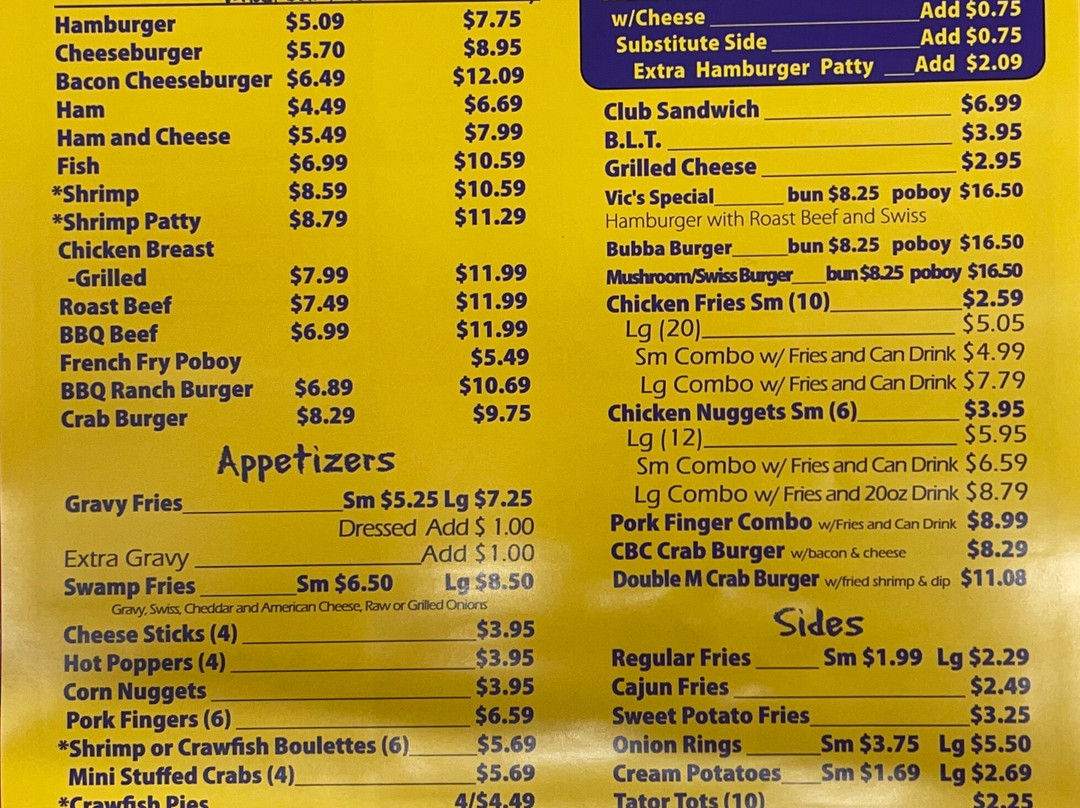 Hamburger $5.09 $7.75
Cheeseburger $5.70 $8.95
Bacon Cheeseburger $6.49 $12.09
Ham $4.49 $6.69
Ham and Cheese $5.49 $7.99
Fish $6.99 $10.59
*Shrimp $8.59 $10.59
*Shrimp Patty $8.79 $11.29
Chicken Breast
-Grilled $7.99 $11.99
Roast Beef $7.49 $11.99
BBQ Beef $6.99 $11.99
French Fry Poboy $5.49
BBQ Ranch Burger $6.89 $10.69
Crab Burger $8.29 $9.75
Appetizers
Gravy Fries Sm $5.25 Lg $7.25
Dressed Add $ 1.00
Extra Gravy Add $1.00
Swamp Fries Sm $6.50 Lg $8.50
Gravy, Swiss, Cheddar and American Cheese, Raw or Grilled Onions
Cheese Sticks (4) $3.95
Hot Poppers (4) $3.95
Corn Nuggets $3.95
Pork Fingers (6) $6.59
*Shrimp or Crawfish Boulettes (6) $5.69
Mini Stuffed Crabs (4) $5.69
*Crawfish Pies 4/$4.49
w/Cheese Add $0.75
Substitute Side Add $0.75
Extra Hamburger Patty Add $2.09
Club Sandwich $6.99
B.L.T. $3.95
Grilled Cheese $2.95
Vic's Special bun $8.25 poboy $16.50
Hamburger with Roast Beef and Swiss
Bubba Burger bun $8.25 poboy $16.50
Mushroom/Swiss Burger bun $8.25 poboy $16.50
Chicken Fries Sm (10) $2.59
Lg (20) $5.05
Sm Combo w/ Fries and Can Drink $4.99
Lg Combo w/ Fries and Can Drink $7.79
Chicken Nuggets Sm (6) $3.95
Lg (12) $5.95
Sm Combo w/ Fries and Can Drink $6.59
Lg Combo w/ Fries and 20oz Drink $8.79
Pork Finger Combo w/Fries and Can Drink $8.99
CBC Crab Burger w/bacon & cheese $8.29
Double M Crab Burger w/fried shrimp & dip $11.08
Sides
Regular Fries Sm $1.99 Lg $2.29
Cajun Fries $2.49
Sweet Potato Fries $3.25
Onion Rings Sm $3.75 Lg $5.50
Cream Potatoes Sm $1.69 Lg $2.69
Tator Tots (10) $2.25